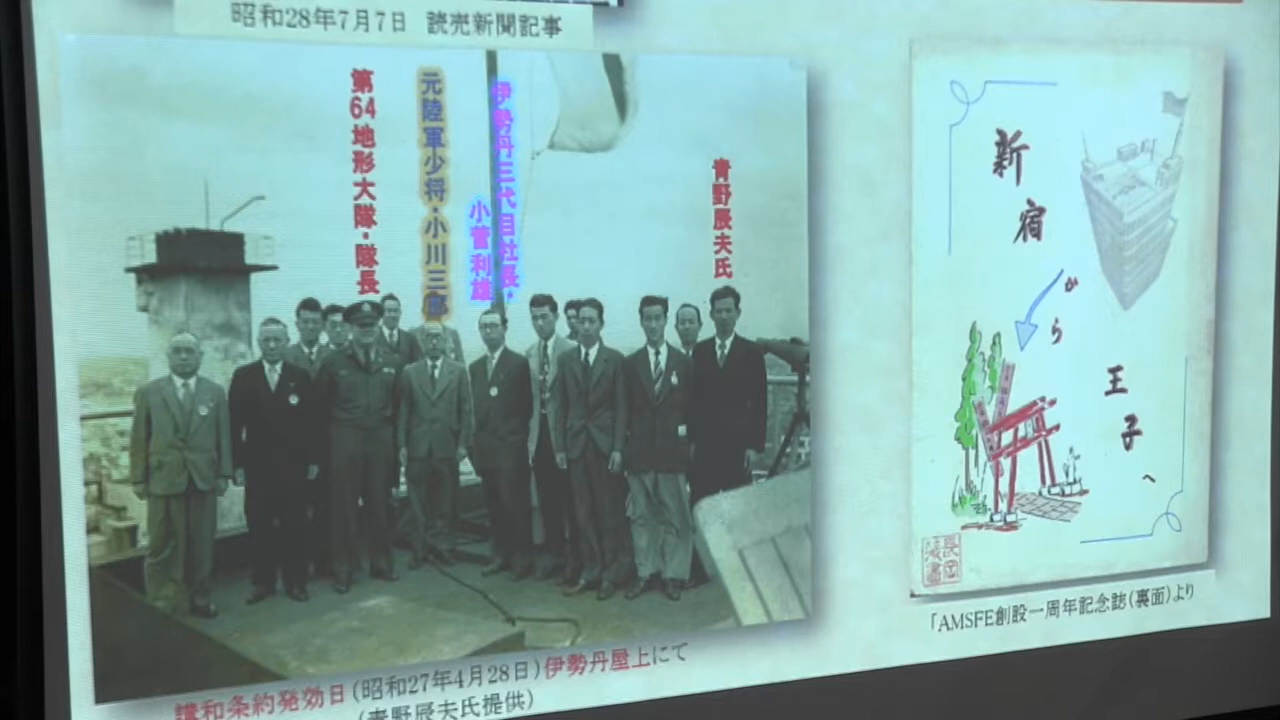 昭和28年7月7日 読売新聞記事
第64地形大隊・隊長
元陸軍少将・小川三郎
伊勢丹三代目社長・
小菅利雄
青野辰夫氏
講和条約発効日(昭和27年4月28日)伊勢丹屋上にて
(青野辰夫氏提供)
新宿
から
王子
へ
「AMSFE創設一周年記念誌(裏面)より